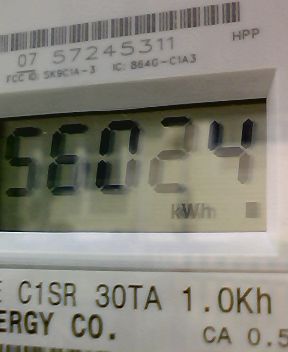 HPP
07 57245311
FCC ID: SK9C1A-3 IC: 864G-C1A3
56024
kWh
E C1SR 30TA 1.0Kh
ERGY CO.
CA 0.5